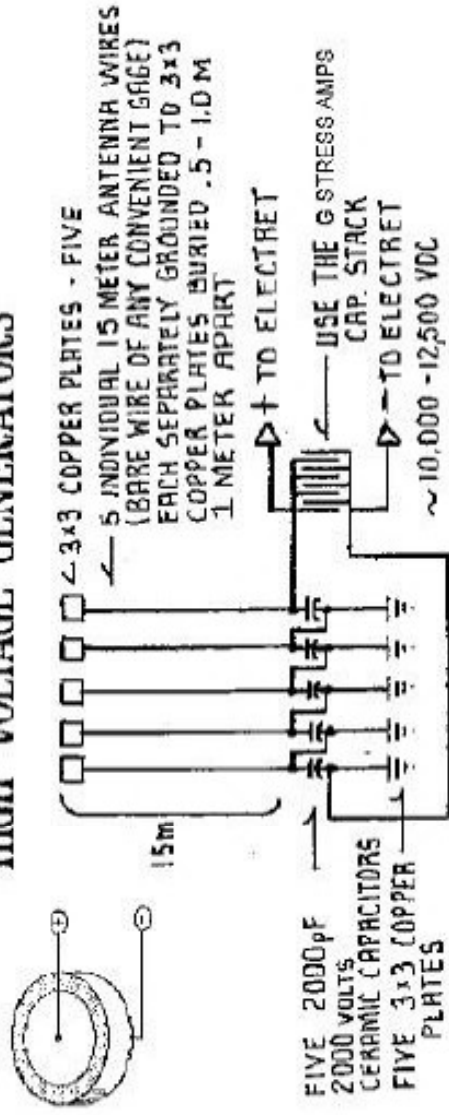 HIGH VOLTAGE GENERATORS
+
-
3x3 COPPER PLATES - FIVE
5 INDIVIDUAL 15 METER ANTENNA WIRES
(BARE WIRE OF ANY CONVENIENT GAGE)
EACH SEPARATELY GROUNDED TO 3x3
COPPER PLATES BURIED .5 - 1.0 M
1 METER APART
15m
+ TO ELECTRET
USE THE G STRESS AMPS
CAP. STACK
- TO ELECTRET
~ 10,000 -12,500 VDC
FIVE 2000pF
2000 VOLTS
CERAMIC CAPACITORS
FIVE 3x3 COPPER
PLATES